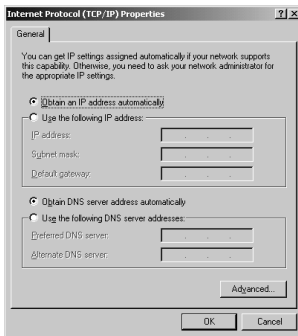 Internet Protocol (TCP/IP) Properties
General
You can get IP settings assigned automatically if your network supports
this capability. Otherwise, you need to ask your network administrator for
the appropriate IP settings.
Obtain an IP address automatically
Use the following IP address:
IP address:
Subnet mask:
Default gateway:
Obtain DNS server address automatically
Use the following DNS server addresses:
Preferred DNS server:
Alternate DNS server:
Advanced...
OK Cancel